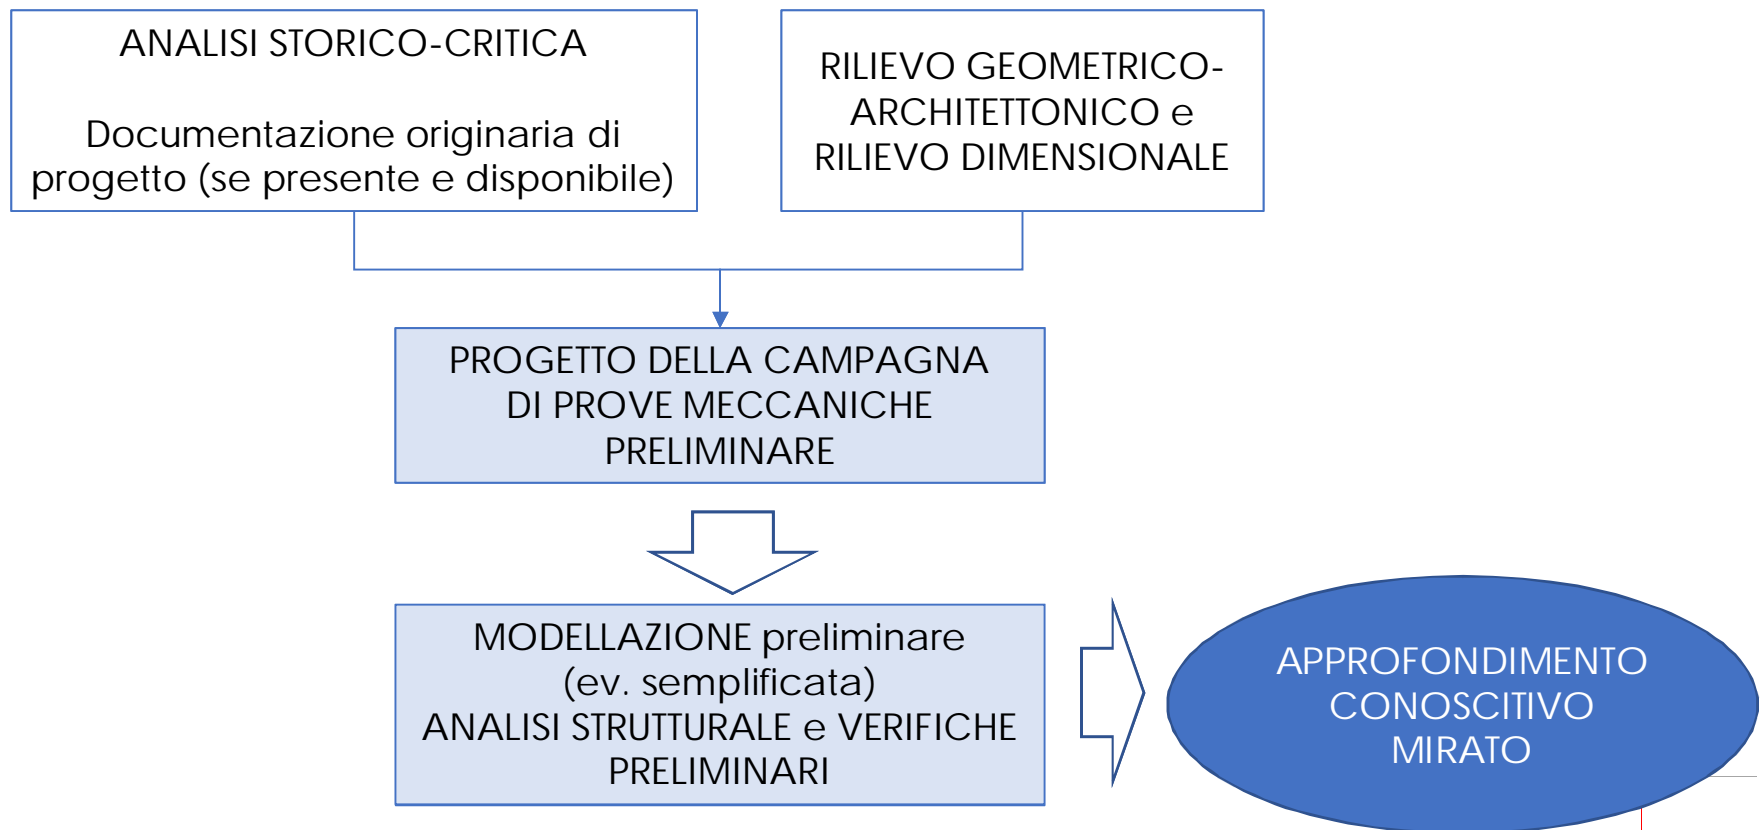 ANALISI STORICO-CRITICA
Documentazione originaria di
progetto (se presente e disponibile)
RILIEVO GEOMETRICO-
ARCHITETTONICO e
RILIEVO DIMENSIONALE
PROGETTO DELLA CAMPAGNA
DI PROVE MECCANICHE
PRELIMINARE
MODELLAZIONE preliminare
(ev. semplificata)
ANALISI STRUTTURALE e VERIFICHE
PRELIMINARI
APPROFONDIMENTO
CONOSCITIVO
MIRATO